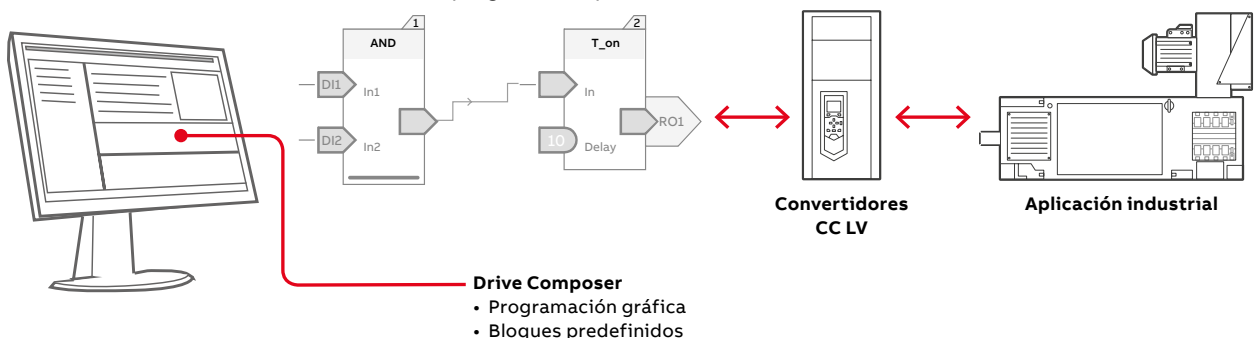 1
2
AND
T_on
DI1
In1
In
RO1
DI2
In2
10
Delay
Convertidores
CC LV
Aplicación industrial
Drive Composer
• Programación gráfica
• Bloques predefinidos